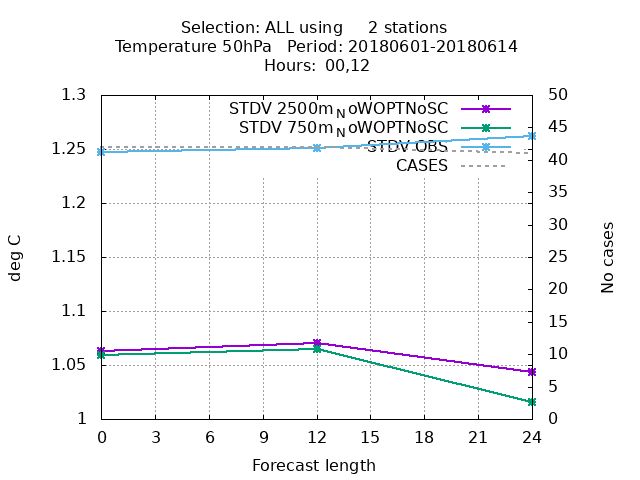 Selection: ALL using 2 stations
Temperature 50hPa Period: 20180601-20180614
Hours: 00,12
1.3
1.25
1.2
1.15
1.1
1.05
1
deg C
STDV 2500mNoWOPTNoSC
STDV 750mNoWOPTNoSC
STDV OBS
CASES
50
45
40
35
30
25
20
15
10
5
0
No cases
0 3 6 9 12 15 18 21 24
Forecast length